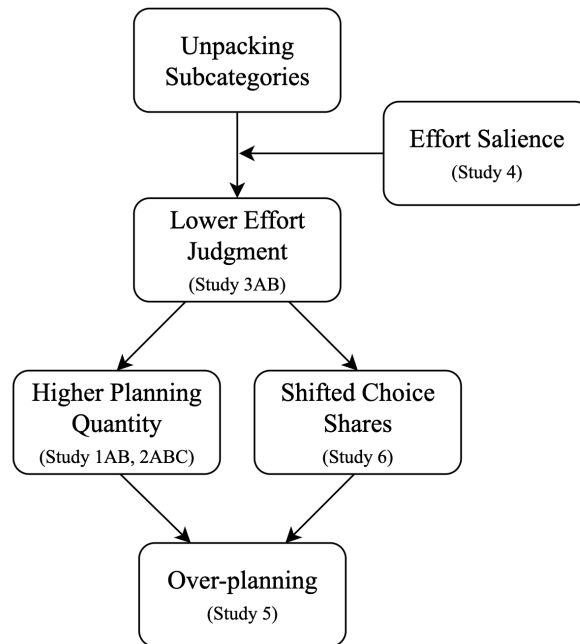 Unpacking
Subcategories
Effort Salience
(Study 4)
Lower Effort
Judgment
(Study 3AB)
Higher Planning
Quantity
(Study 1AB, 2ABC)
Shifted Choice
Shares
(Study 6)
Over-planning
(Study 5)